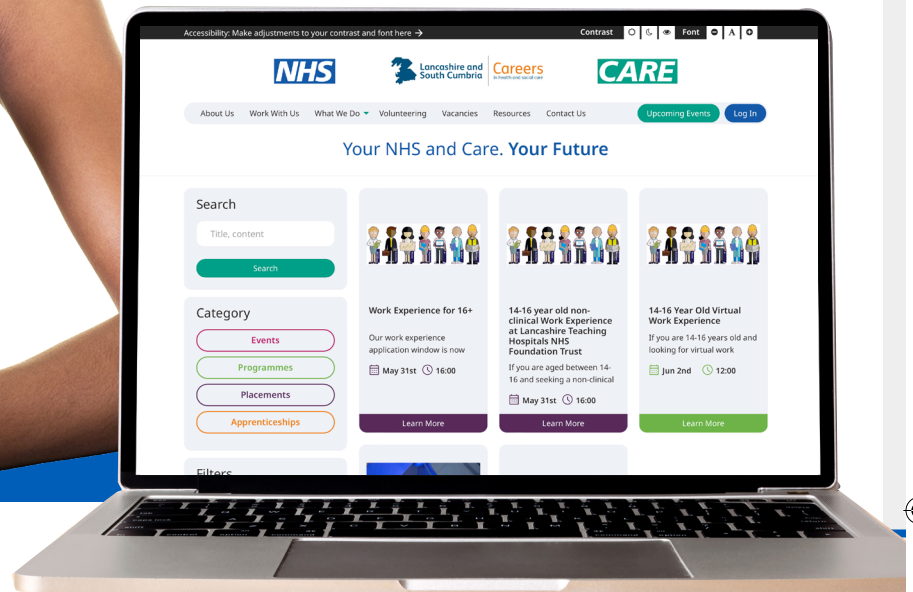 Accessibility: Make adjustments to your contrast and font here →
Contrast
Font
A
NHS
Lancashire and
South Cumbria
Careers
in health and social care
CARE
About Us
Work With Us
What We Do
Volunteering
Vacancies
Resources
Contact Us
Upcoming Events
Log In
Your NHS and Care. Your Future
Search
Title, content
Search
Category
Events
Programmes
Placements
Apprenticeships
Filters
Work Experience for 16+
Our work experience
application window is now
May 31st 16:00
Learn More
14-16 year old non-
clinical Work Experience
at Lancashire Teaching
Hospitals NHS
Foundation Trust
If you are aged between 14-
16 and seeking a non-clinical
May 31st 16:00
Learn More
14-16 Year Old Virtual
Work Experience
If you are 14-16 years old and
looking for virtual work
Jun 2nd 12:00
Learn More